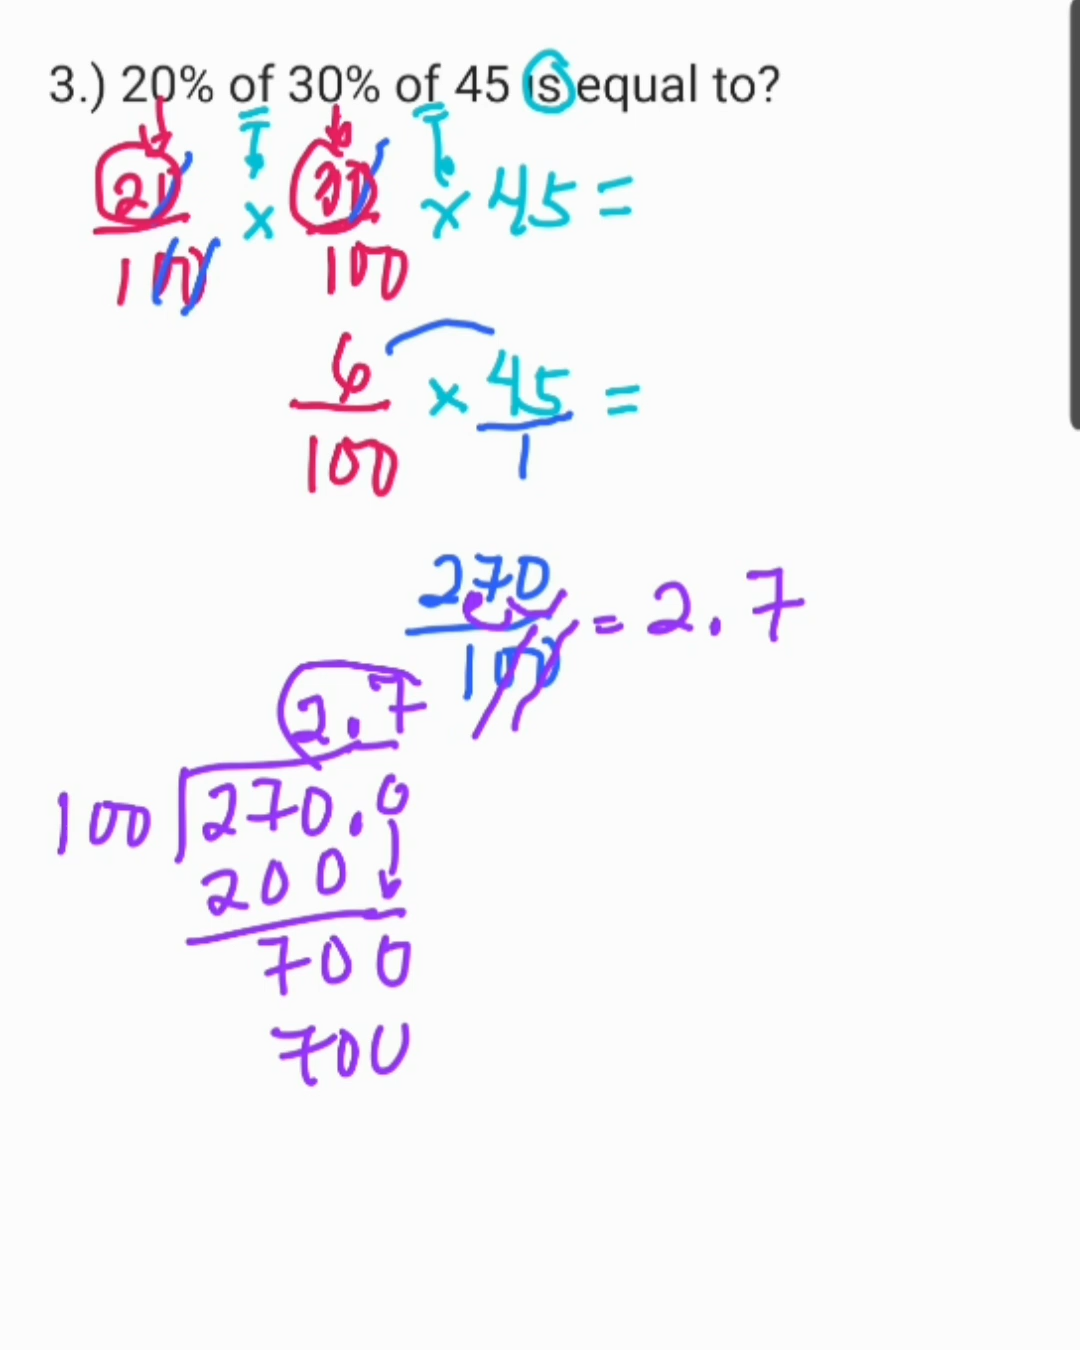 3.) 20% of 30% of 45 is equal to?
20 × 30 × 45 =
100 100
6 × 45 =
100 1
270 = 2.7
100
2.7
100 270.0
200
700
700